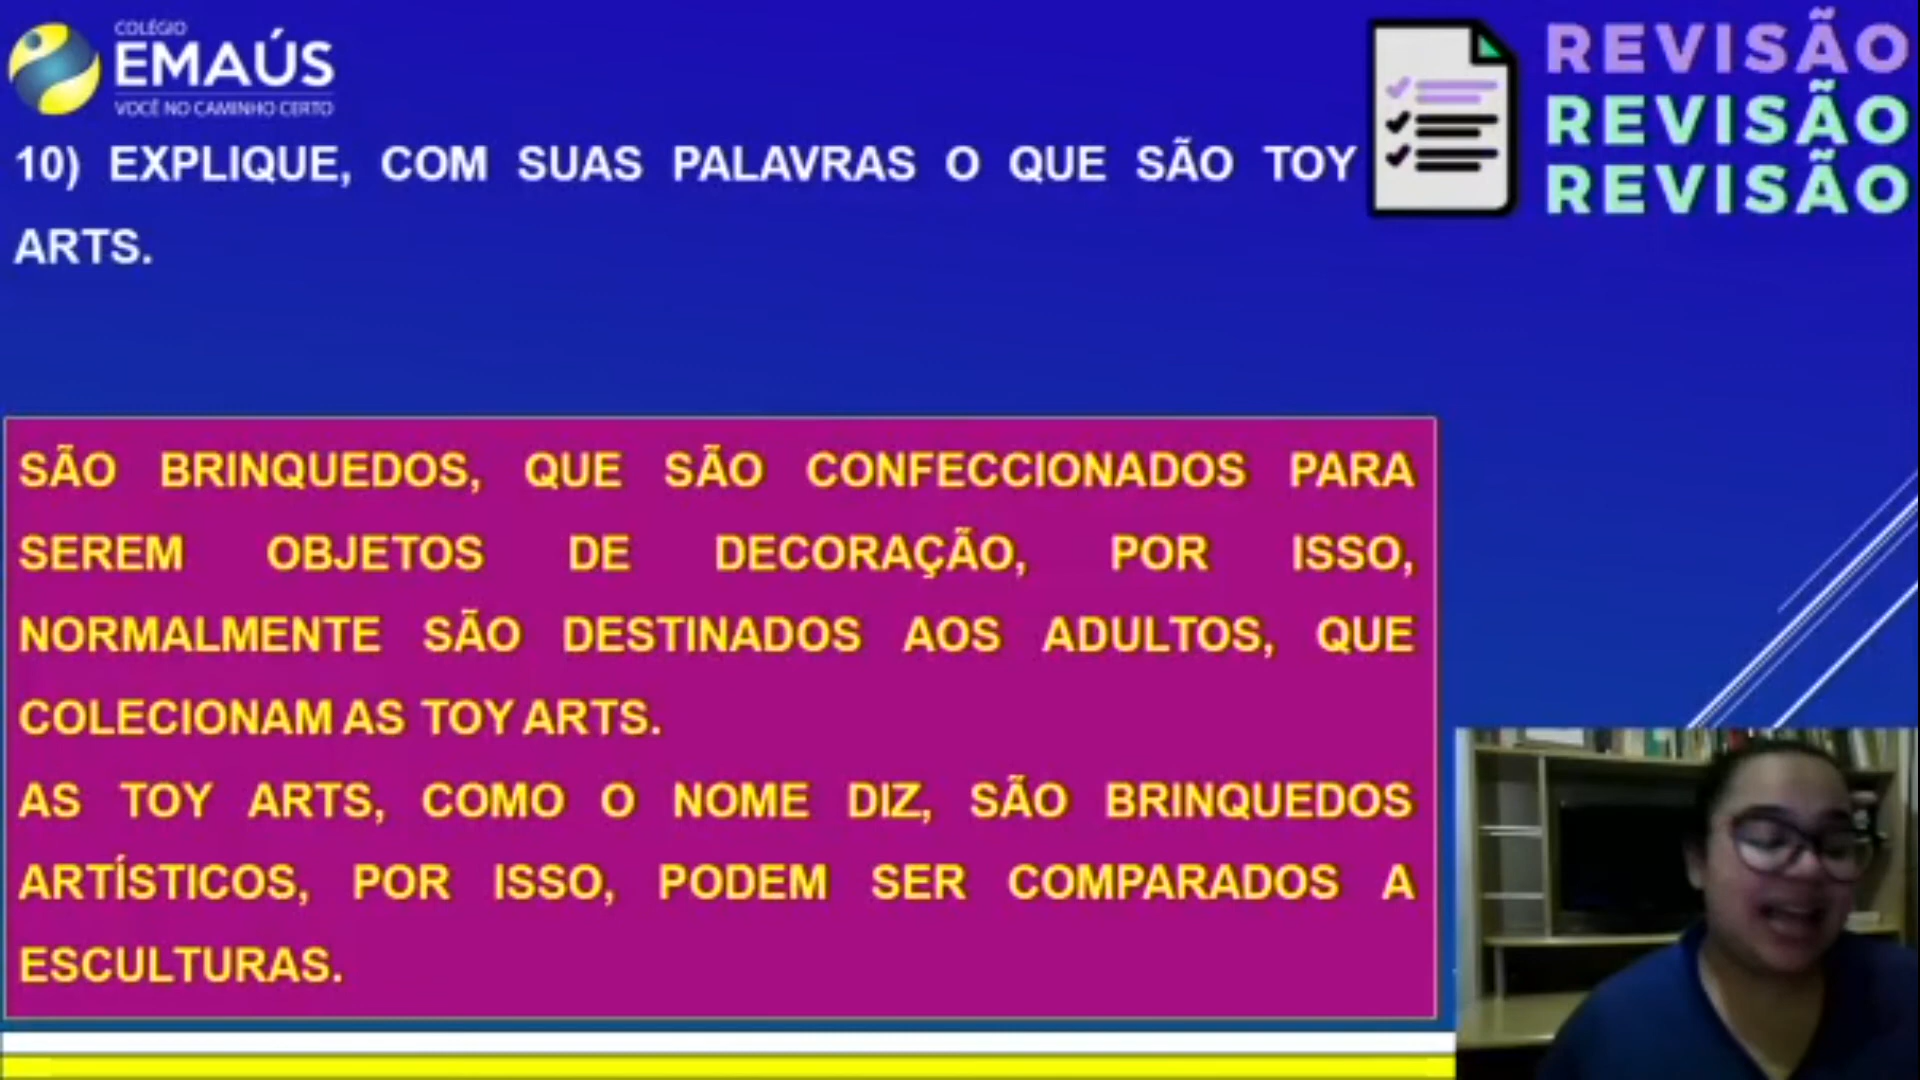 COLÉGIO
EMAÚS
VOCÊ NO CAMINHO CERTO
REVISÃO
REVISÃO
REVISÃO
10) EXPLIQUE, COM SUAS PALAVRAS O QUE SÃO TOY
ARTS.
SÃO BRINQUEDOS, QUE SÃO CONFECCIONADOS PARA
SEREM OBJETOS DE DECORAÇÃO, POR ISSO,
NORMALMENTE SÃO DESTINADOS AOS ADULTOS, QUE
COLECIONAM AS TOY ARTS.
AS TOY ARTS, COMO O NOME DIZ, SÃO BRINQUEDOS
ARTÍSTICOS, POR ISSO, PODEM SER COMPARADOS A
ESCULTURAS.